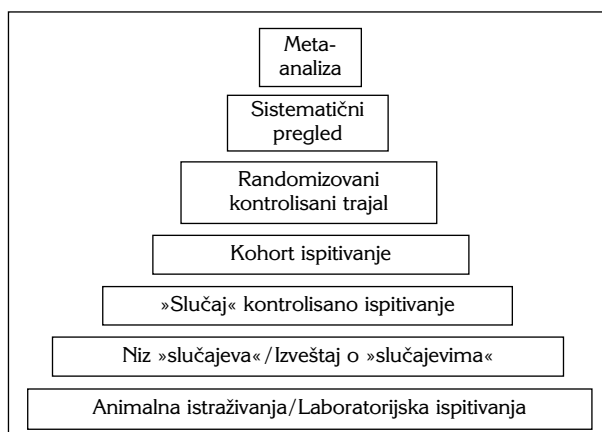 Meta-
analiza
Sistematični
pregled
Randomizovani
kontrolisani trajal
Kohort ispitivanje
»Slučaj« kontrolisano ispitivanje
Niz »slučajeva«/Izveštaj o »slučajevima«
Animalna istraživanja/Laboratorijska ispitivanja